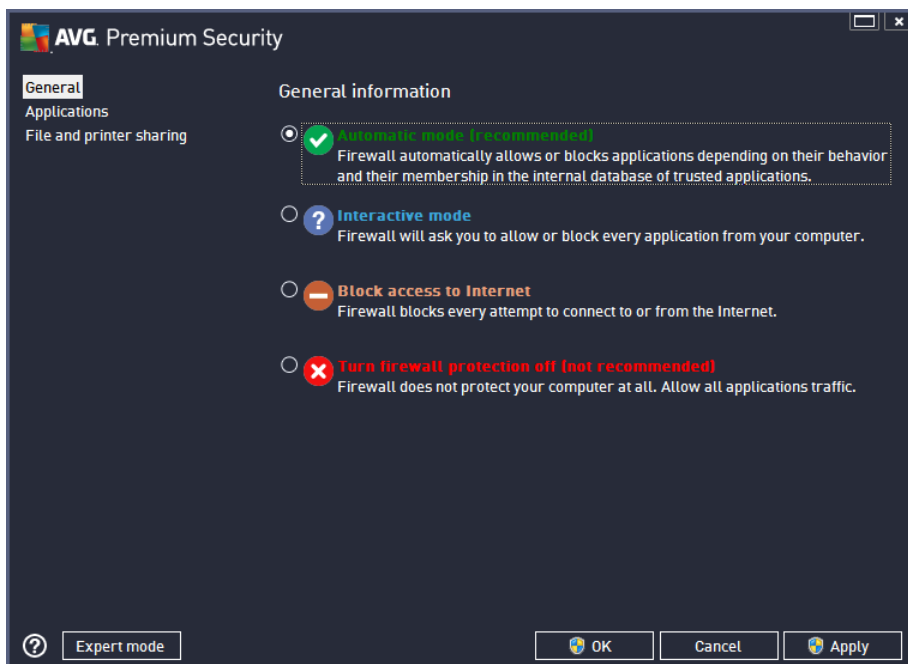 AVG. Premium Security
General
Applications
File and printer sharing
General information
Automatic mode (recommended)
Firewall automatically allows or blocks applications depending on their behavior
and their membership in the internal database of trusted applications.
Interactive mode
Firewall will ask you to allow or block every application from your computer.
Block access to Internet
Firewall blocks every attempt to connect to or from the Internet.
Turn firewall protection off (not recommended)
Firewall does not protect your computer at all. Allow all applications traffic.
Expert mode
OK
Cancel
Apply